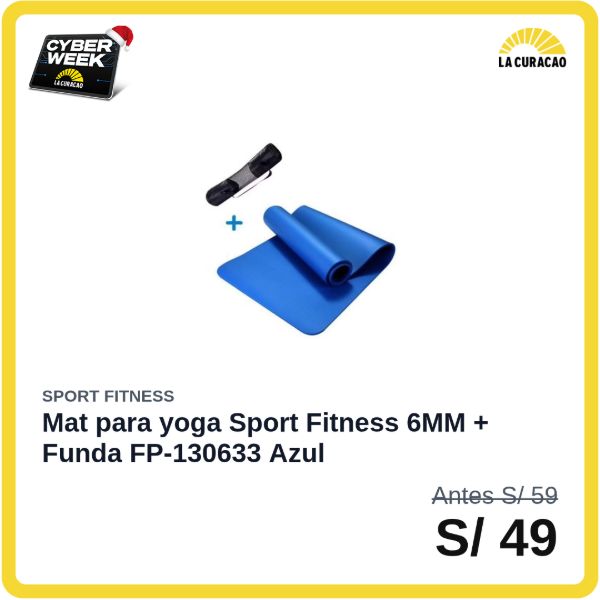 CYBER
WEEK
LA CURACAO
LA CURACAO
+
SPORT FITNESS
Mat para yoga Sport Fitness 6MM +
Funda FP-130633 Azul
Antes S/ 59
S/ 49